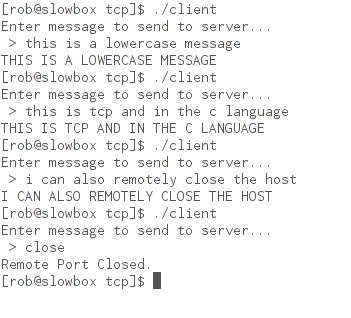 [rob@slowbox tcp]$ ./client
Enter message to send to server...
 > this is a lowercase message
THIS IS A LOWERCASE MESSAGE
[rob@slowbox tcp]$ ./client
Enter message to send to server...
 > this is tcp and in the c language
THIS IS TCP AND IN THE C LANGUAGE
[rob@slowbox tcp]$ ./client
Enter message to send to server...
 > i can also remotely close the host
I CAN ALSO REMOTELY CLOSE THE HOST
[rob@slowbox tcp]$ ./client
Enter message to send to server...
 > close
Remote Port Closed.
[rob@slowbox tcp]$